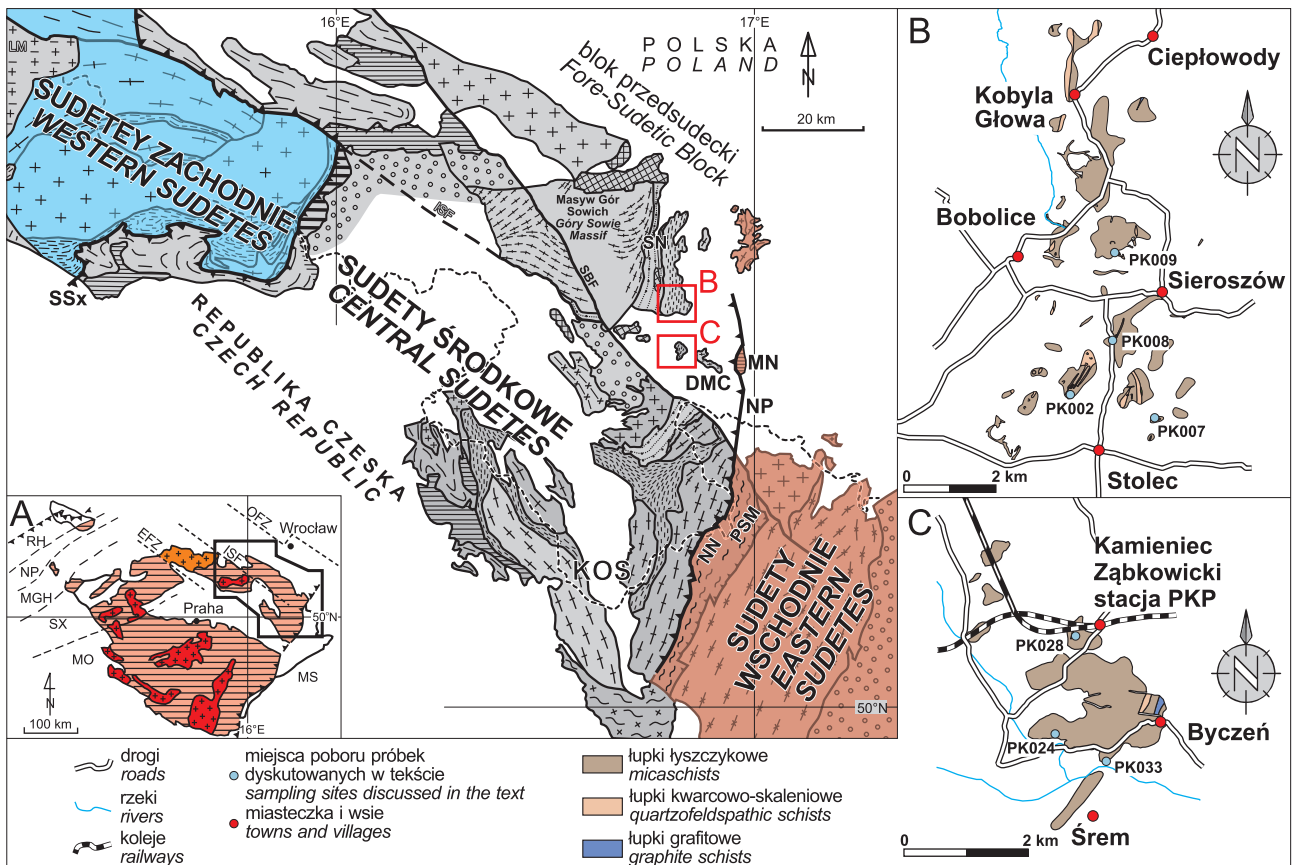 16°E
17°E
LM
POLSKA
POLAND
N
20 km
blok przedsudecki
Fore-Sudetic Block
SUDETEY ZACHODNIE
WESTERN SUDETES
ISF
Masyw Gór
Sowich
Góry Sowie
Massif
SN
SBF
SSx
B
C
SUDETY ŚRODKOWE
CENTRAL SUDETES
REPUBLIKA CZESKA
CZECH REPUBLIC
DMC
MN
NP
KOS
NN
PSM
SUDETY
WSCHODNIE
EASTERN
SUDETES
50°N
A
RH
NP
MGH
SX
MO
EFZ
OFZ
ISF
Wrocław
Praha
50°N
MS
N
100 km
16°E
B
Ciepłowody
Kobyla
Głowa
N
Bobolice
PK009
Sieroszów
PK008
PK002
PK007
Stolec
0 2 km
C
Kamieniec
Ząbkowicki
stacja PKP
PK028
N
Byczeń
PK024
PK033
Śrem
0 2 km
drogi
roads
rzeki
rivers
koleje
railways
miejsca poboru próbek
dyskutowanych w tekście
sampling sites discussed in the text
miasteczka i wsie
towns and villages
łupki łyszczykowe
micaschists
łupki kwarcowo-skaleniowe
quartzofeldspathic schists
łupki grafitowe
graphite schists